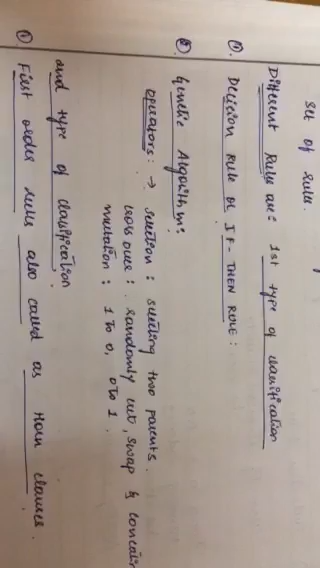 set of rules.
Different Rules are: 1st type of classification
①. Decision Rule or IF-THEN RULE:
②. Genetic Algorithm:
operators: → selection: selecting two parents.
cross over: randomly cut, swap &
mutation: 1 to 0, 0 to 1.
2nd type of classification
① First order rules also called as Horn clauses.